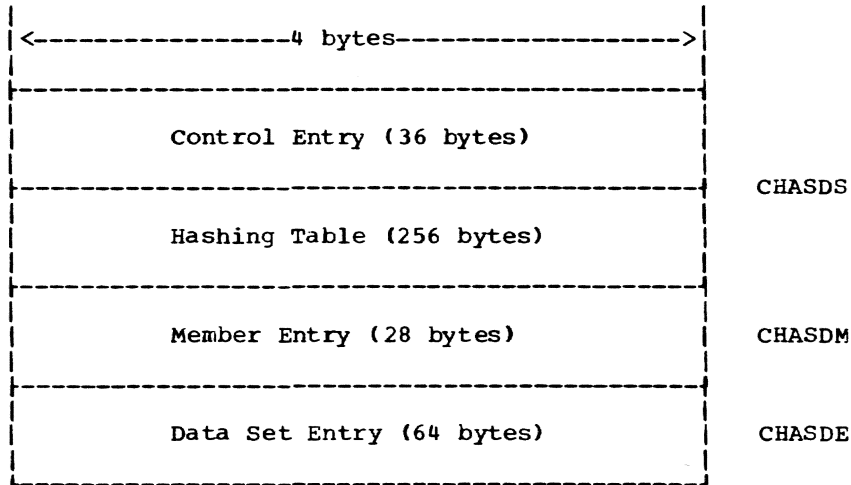 |<----------------4 bytes----------------->|
Control Entry (36 bytes)
CHASDS
Hashing Table (256 bytes)
Member Entry (28 bytes) CHASDM
Data Set Entry (64 bytes) CHASDE